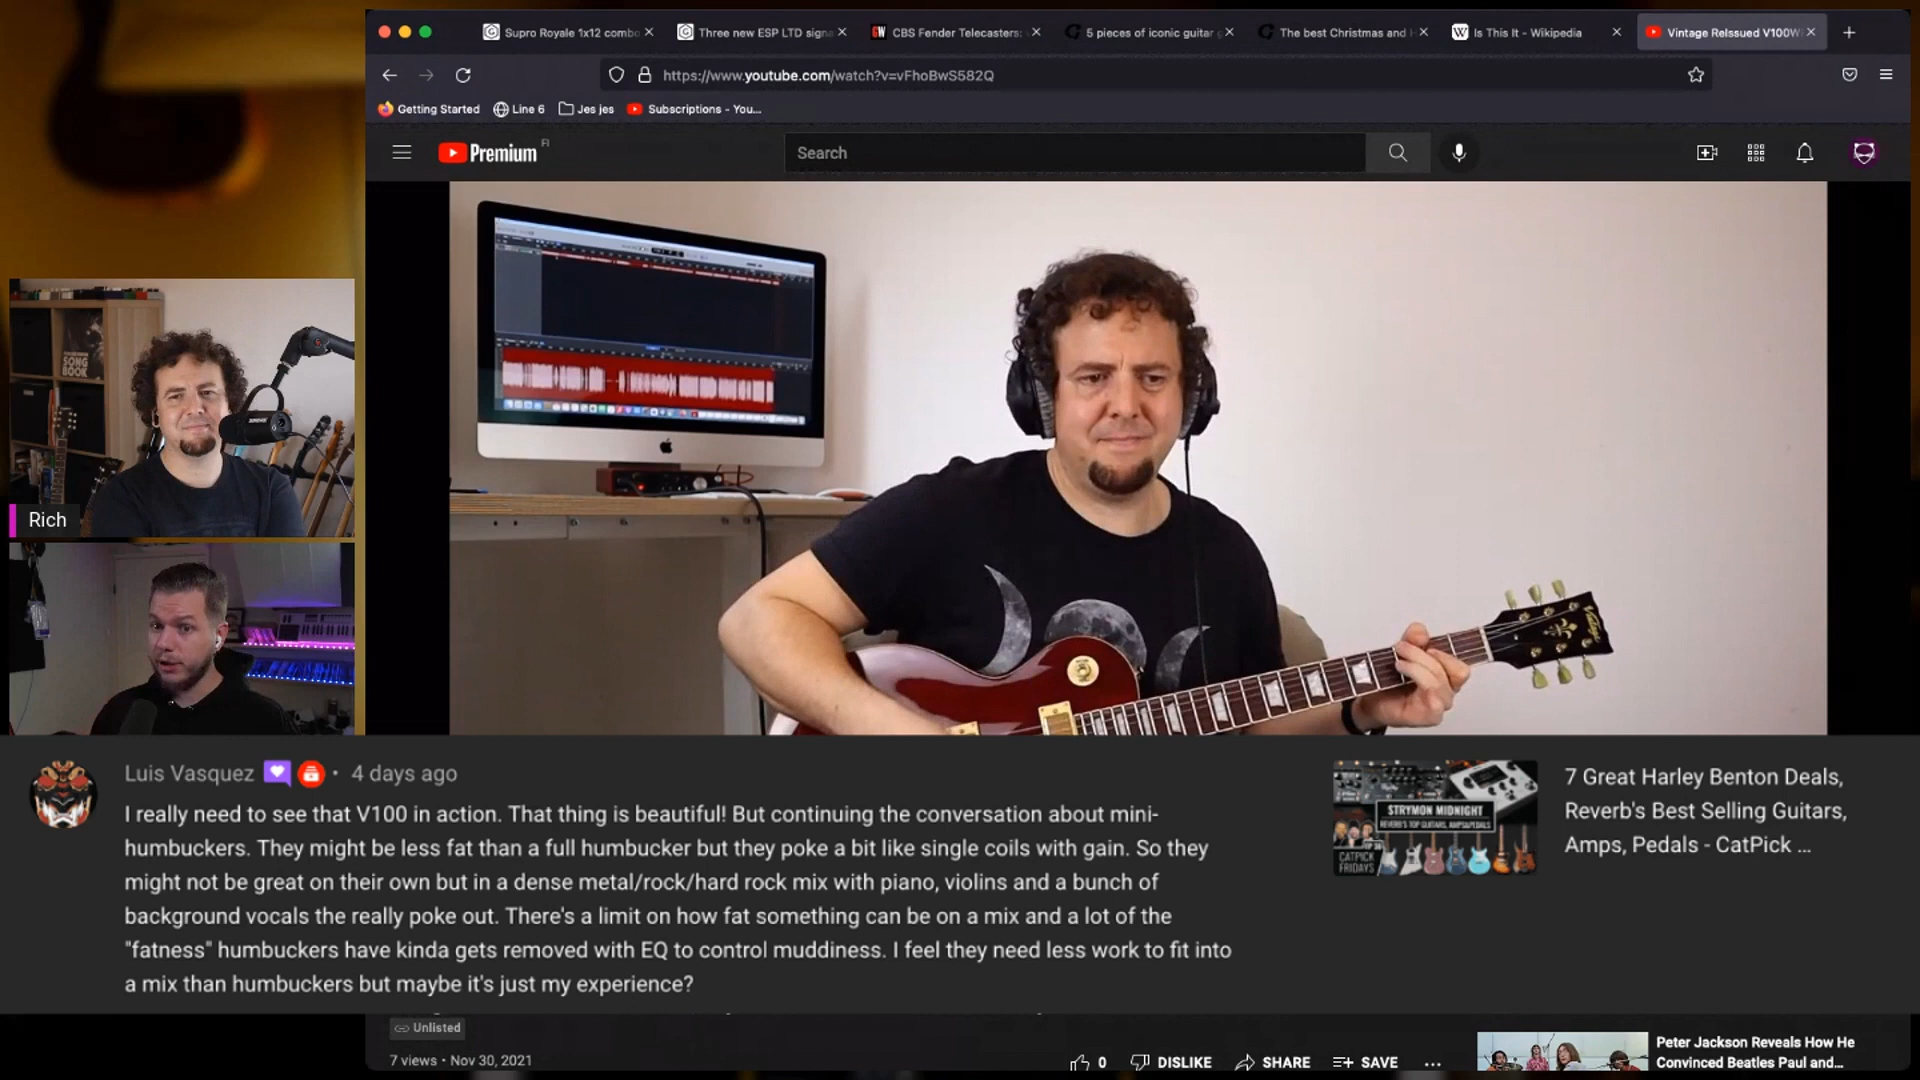 Supro Royale 1x12 combo
Three new ESP LTD signa
CBS Fender Telecasters:
5 pieces of iconic guitar g
The best Christmas and H
Is This It - Wikipedia
Vintage ReIssued V100W
https://www.youtube.com/watch?v=vFhoBwS582Q
Getting Started
Line 6
Jes jes
Subscriptions - You...
Premium
FI
Search
SONG
BOOK
Rich
Luis Vasquez • 4 days ago
I really need to see that V100 in action. That thing is beautiful! But continuing the conversation about mini-
humbuckers. They might be less fat than a full humbucker but they poke a bit like single coils with gain. So they
might not be great on their own but in a dense metal/rock/hard rock mix with piano, violins and a bunch of
background vocals the really poke out. There's a limit on how fat something can be on a mix and a lot of the
"fatness" humbuckers have kinda gets removed with EQ to control muddiness. I feel they need less work to fit into
a mix than humbuckers but maybe it's just my experience?
STRYMON MIDNIGHT
REVERB'S TOP GUITARS, AMPS&PEDALS
CATPICK
FRIDAYS
7 Great Harley Benton Deals,
Reverb's Best Selling Guitars,
Amps, Pedals - CatPick ...
Unlisted
7 views • Nov 30, 2021
0
DISLIKE
SHARE
SAVE
Peter Jackson Reveals How He
Convinced Beatles Paul and...